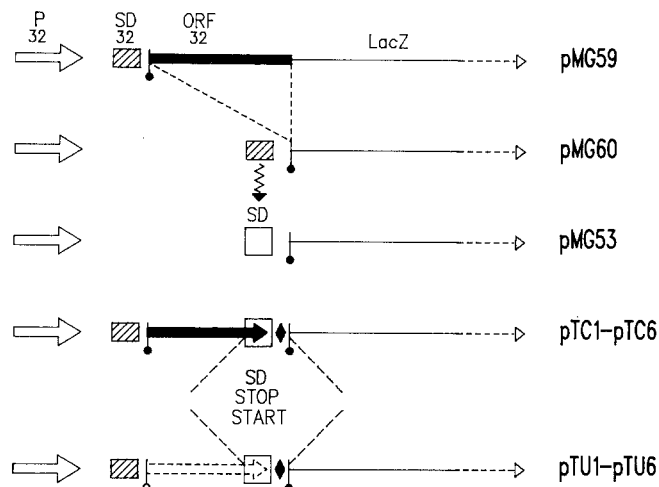 P SD ORF
32 32 32
LacZ
pMG59
pMG60
SD
pMG53
pTC1-pTC6
SD
STOP
START
pTU1-pTU6